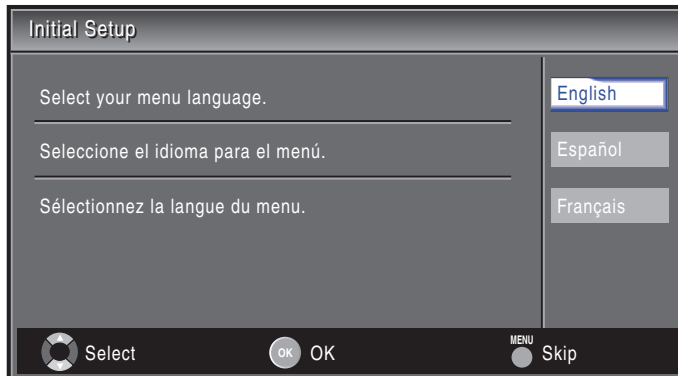 Initial Setup
Select your menu language.
Seleccione el idioma para el menú.
Sélectionnez la langue du menu.
English
Español
Français
Select
OK OK
MENU Skip